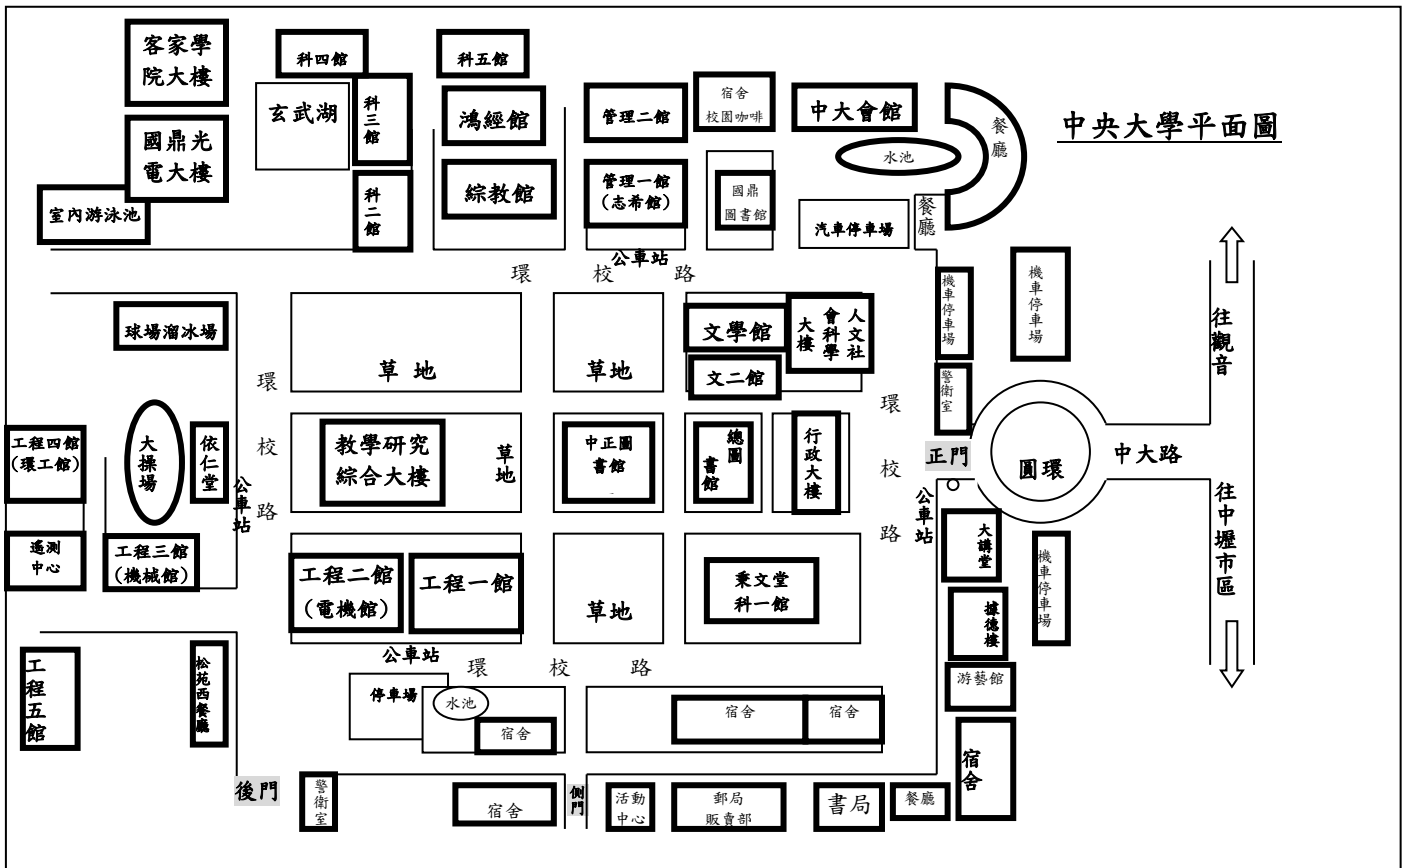 中央大學平面圖
客家學
院大樓
國鼎光
電大樓
室內游泳池
科四館
玄武湖
科三館
科二館
科五館
鴻經館
綜教館
管理二館
管理一館
(志希館)
宿舍
校園咖啡
國鼎
圖書館
中大會館
水池
餐廳
餐廳
汽車停車場
公車站
環校路
機車停車場
機車停車場
往觀音
球場溜冰場
草地
草地
文學館
文二館
人文社
會科學
大樓
環校路
環校路
警衛室
工程四館
(環工館)
大操場
依仁堂
公車站
教學研究
綜合大樓
草地
中正圖
書館
總圖
書館
行政大樓
正門
圓環
中大路
公車站
往中壢市區
遙測
中心
工程三館
(機械館)
工程二館
(電機館)
工程一館
草地
秉文堂
科一館
大講堂
機車停車場
據德樓
公車站
環校路
工程五館
松苑西餐廳
停車場
水池
宿舍
宿舍
宿舍
游藝館
宿舍
後門
警衛室
宿舍
側門
活動
中心
郵局
販賣部
書局
餐廳